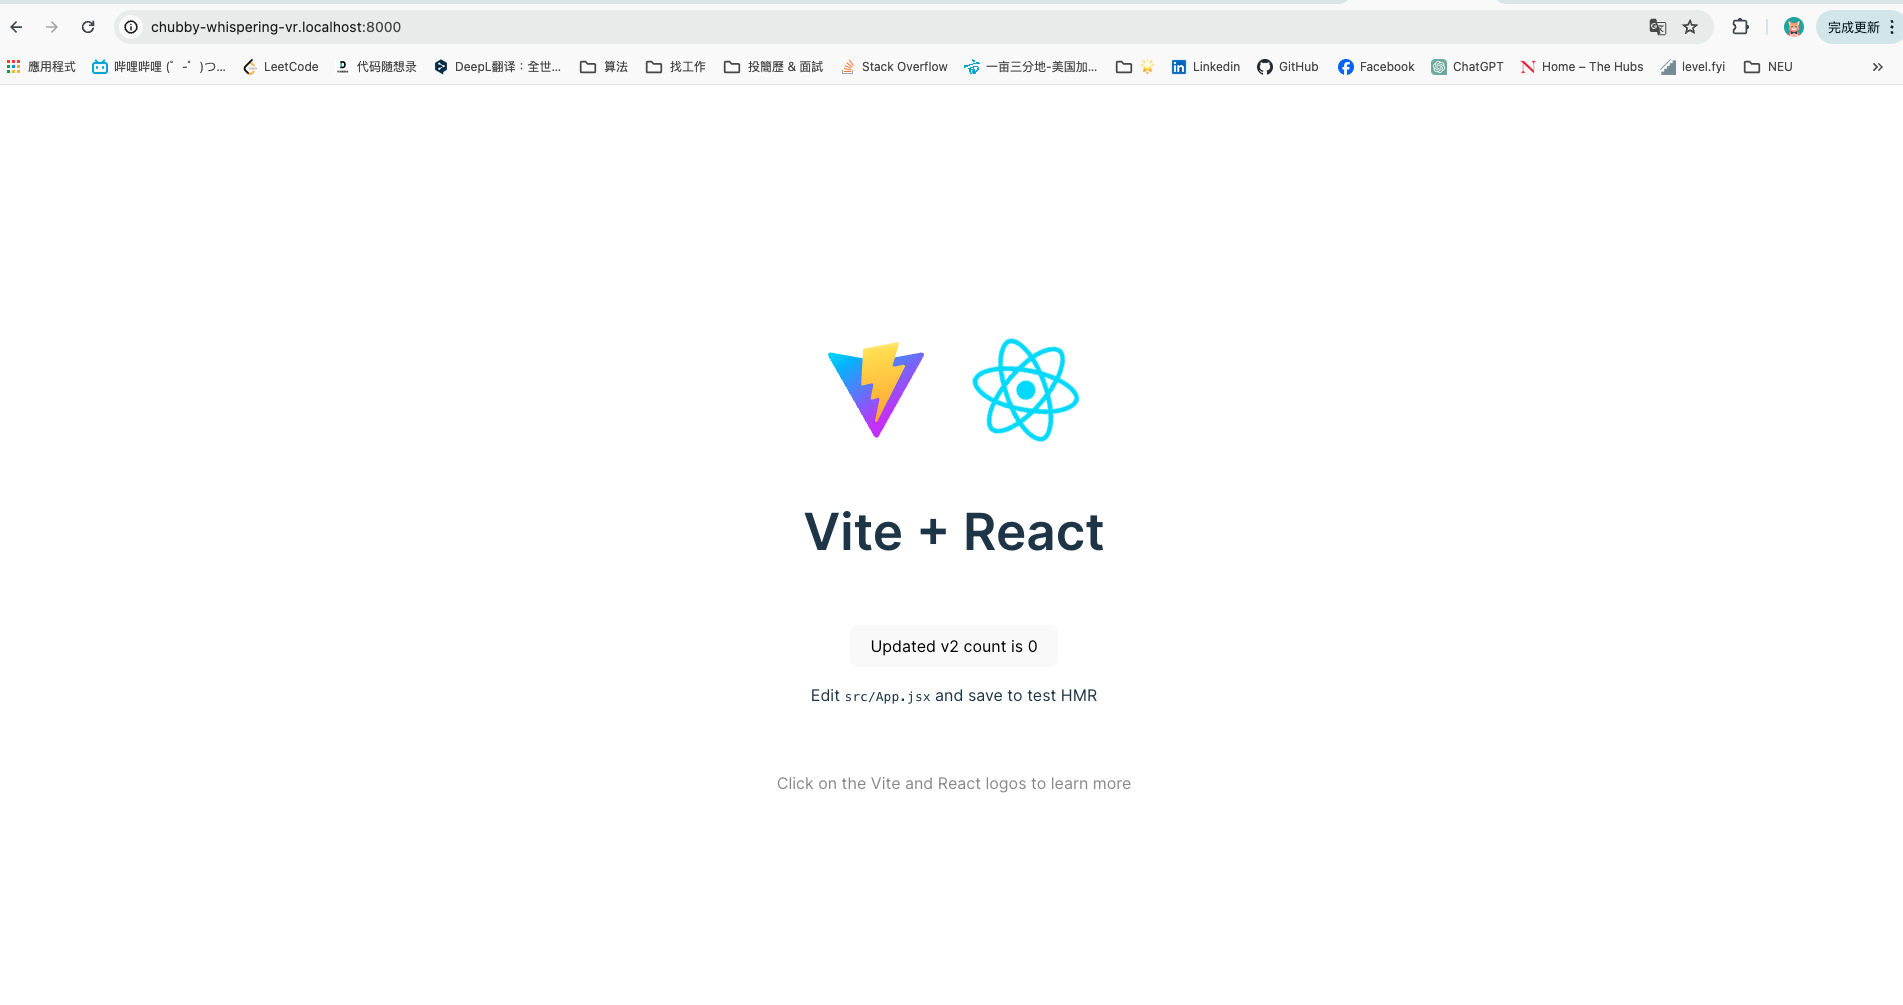 chubby-whispering-vr.localhost:8000
完成更新
應用程式 哔哩哔哩 (゜-゜)つ... LeetCode 代码随想录 DeepL翻译：全世... 算法 找工作 投簡歷 & 面試 Stack Overflow 一亩三分地-美国加... Linkedin GitHub Facebook ChatGPT Home – The Hubs level.fyi NEU
Vite + React
Updated v2 count is 0
Edit src/App.jsx and save to test HMR
Click on the Vite and React logos to learn more